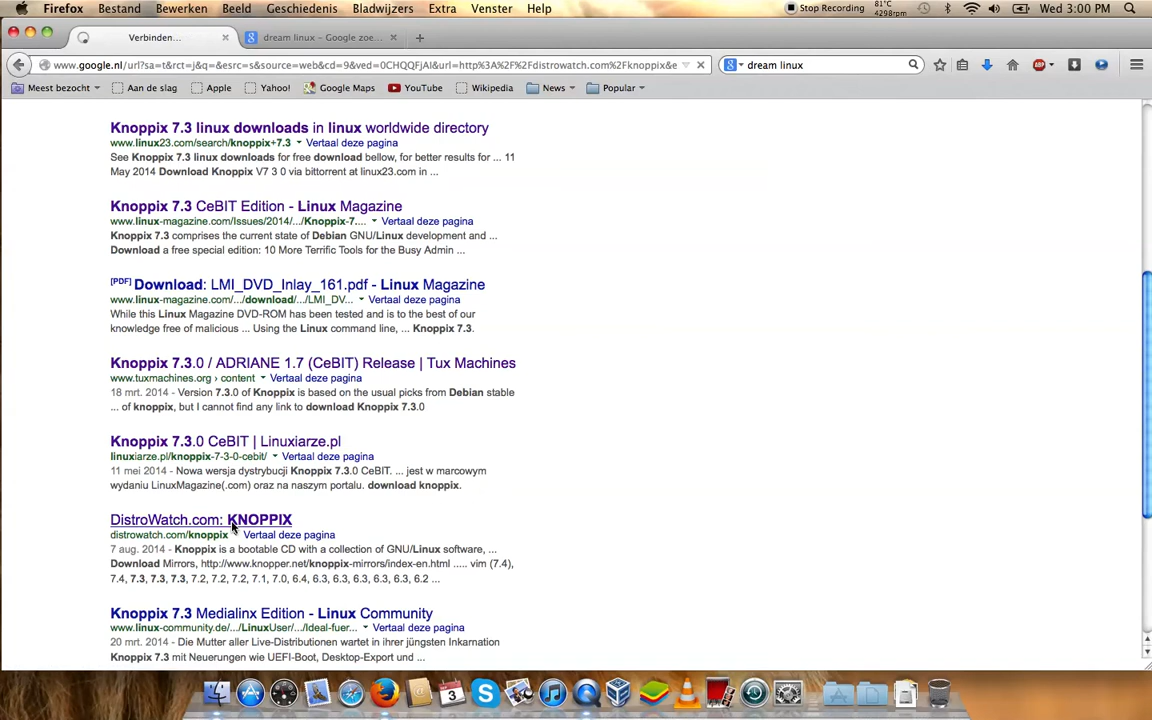 Firefox Bestand Bewerken Beeld Geschiedenis Bladwijzers Extra Venster Help Stop Recording 81°C 4298rpm Wed 3:00 PM
Verbinden... dream linux – Google zoe...
www.google.nl/url?sa=t&rct=j&q=&esrc=s&source=web&cd=9&ved=0CHQQFjAI&url=http%3A%2F%2Fdistrowatch.com%2Fknoppix&e dream linux
Meest bezocht Aan de slag Apple Yahoo! Google Maps YouTube Wikipedia News Popular
Knoppix 7.3 linux downloads in linux worldwide directory
www.linux23.com/search/knoppix+7.3 Vertaal deze pagina
See Knoppix 7.3 linux downloads for free download bellow, for better results for ... 11
May 2014 Download Knoppix V7 3 0 via bittorrent at linux23.com in ...
Knoppix 7.3 CeBIT Edition - Linux Magazine
www.linux-magazine.com/Issues/2014/.../Knoppix-7.... Vertaal deze pagina
Knoppix 7.3 comprises the current state of Debian GNU/Linux development and ...
Download a free special edition: 10 More Terrific Tools for the Busy Admin ...
[PDF] Download: LMI_DVD_Inlay_161.pdf - Linux Magazine
www.linux-magazine.com/.../download/.../LMI_DV... Vertaal deze pagina
While this Linux Magazine DVD-ROM has been tested and is to the best of our
knowledge free of malicious ... Using the Linux command line, ... Knoppix 7.3.
Knoppix 7.3.0 / ADRIANE 1.7 (CeBIT) Release | Tux Machines
www.tuxmachines.org › content Vertaal deze pagina
18 mrt. 2014 - Version 7.3.0 of Knoppix is based on the usual picks from Debian stable
... of knoppix, but I cannot find any link to download Knoppix 7.3.0
Knoppix 7.3.0 CeBIT | Linuxiarze.pl
linuxiarze.pl/knoppix-7-3-0-cebit/ Vertaal deze pagina
11 mei 2014 - Nowa wersja dystrybucji Knoppix 7.3.0 CeBIT. ... jest w marcowym
wydaniu LinuxMagazine(.com) oraz na naszym portalu. download knoppix.
DistroWatch.com: KNOPPIX
distrowatch.com/knoppix Vertaal deze pagina
7 aug. 2014 - Knoppix is a bootable CD with a collection of GNU/Linux software, ...
Download Mirrors, http://www.knopper.net/knoppix-mirrors/index-en.html ..... vim (7.4),
7.4, 7.3, 7.3, 7.3, 7.2, 7.2, 7.2, 7.1, 7.0, 6.4, 6.3, 6.3, 6.3, 6.3, 6.3, 6.2 ...
Knoppix 7.3 Medialinx Edition - Linux Community
www.linux-community.de/.../LinuxUser/.../Ideal-fuer... Vertaal deze pagina
20 mrt. 2014 - Die Mutter aller Live-Distributionen wartet in ihrer jüngsten Inkarnation
Knoppix 7.3 mit Neuerungen wie UEFI-Boot, Desktop-Export und ...
3